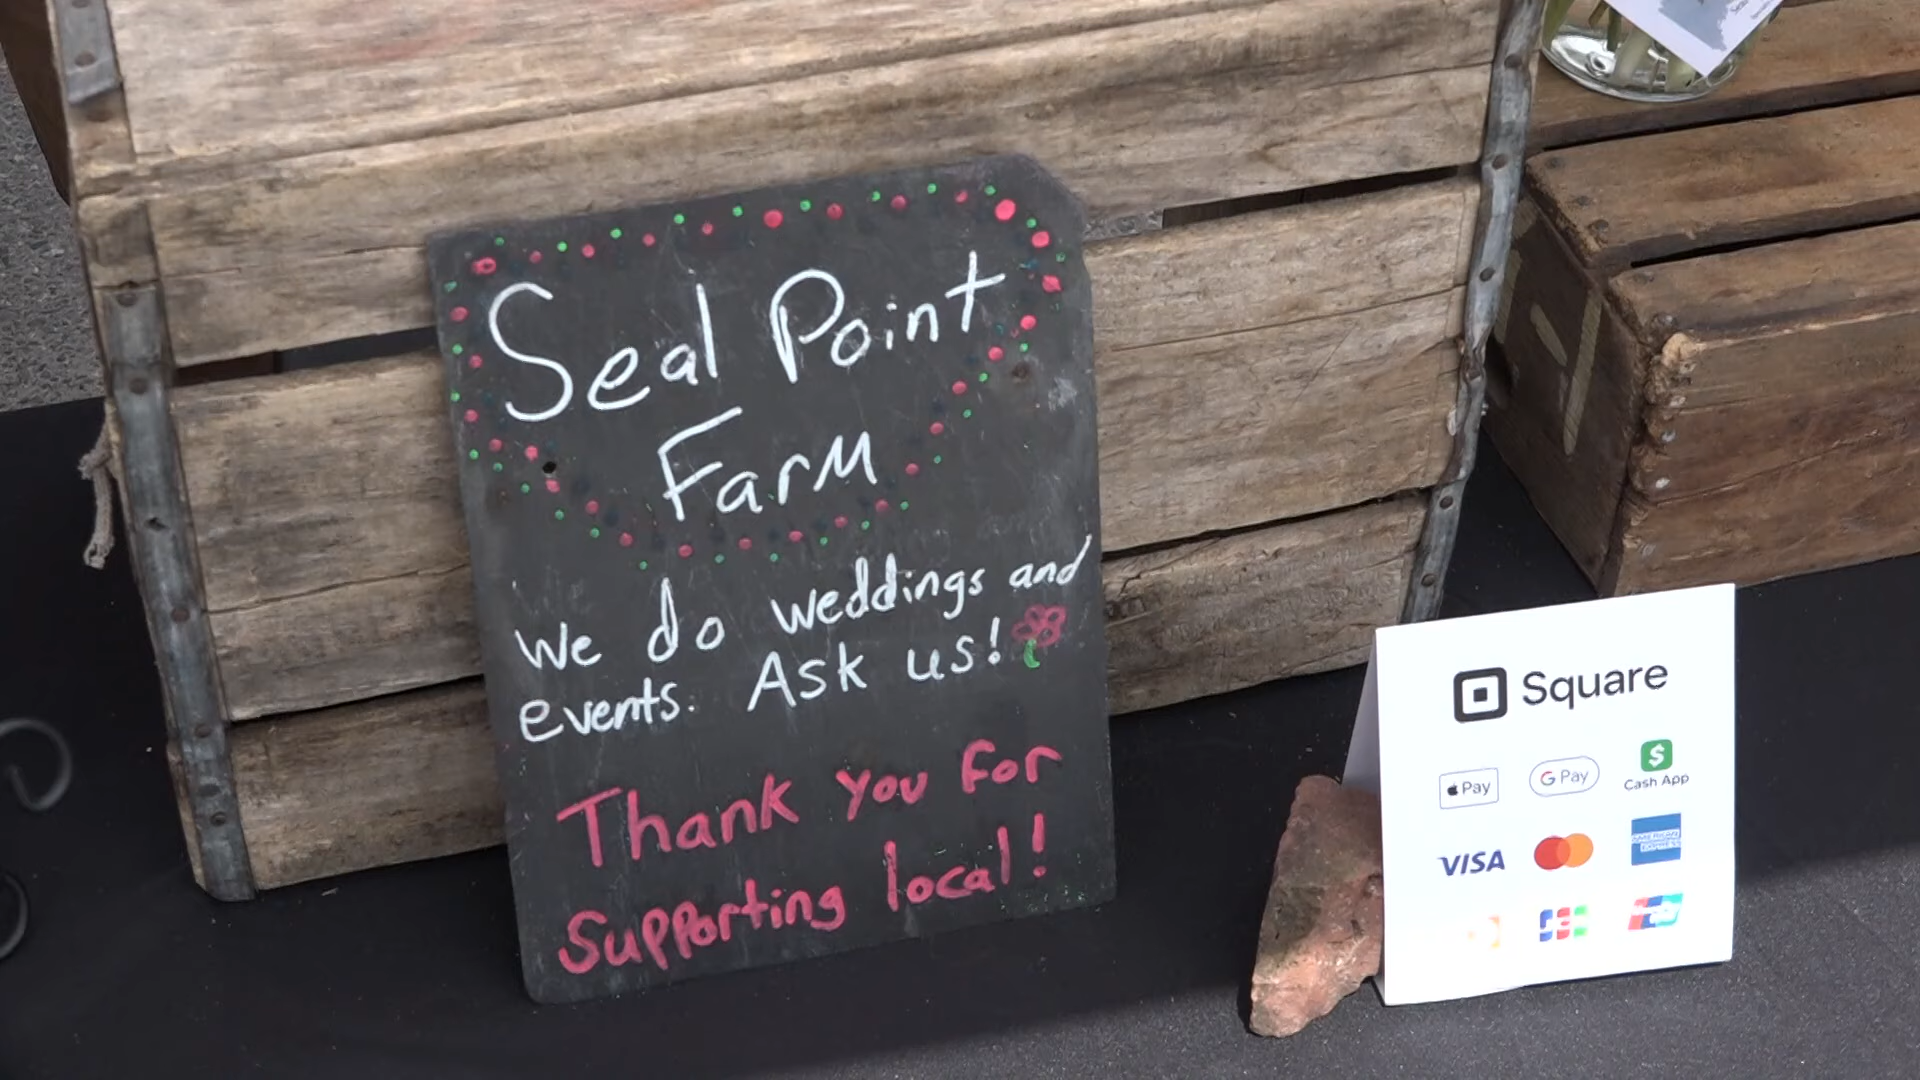 Seal Point
Farm
We do weddings and
events. Ask us!
Thank you for
supporting local!
Square
Pay
G Pay
$
Cash App
VISA
AMERICAN
EXPRESS
JCB